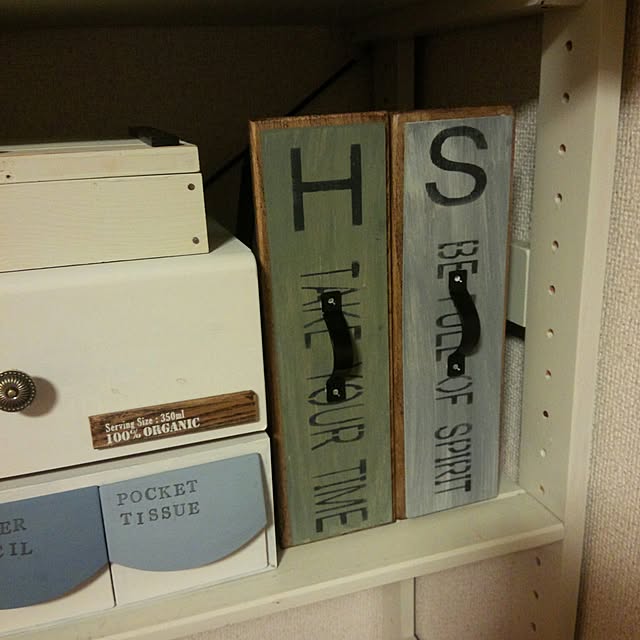 H
TAKE YOUR TIME
S
BE FULL OF SPIRIT
Serving Size : 350ml
100% ORGANIC
POCKET
TISSUE
ER
CIL